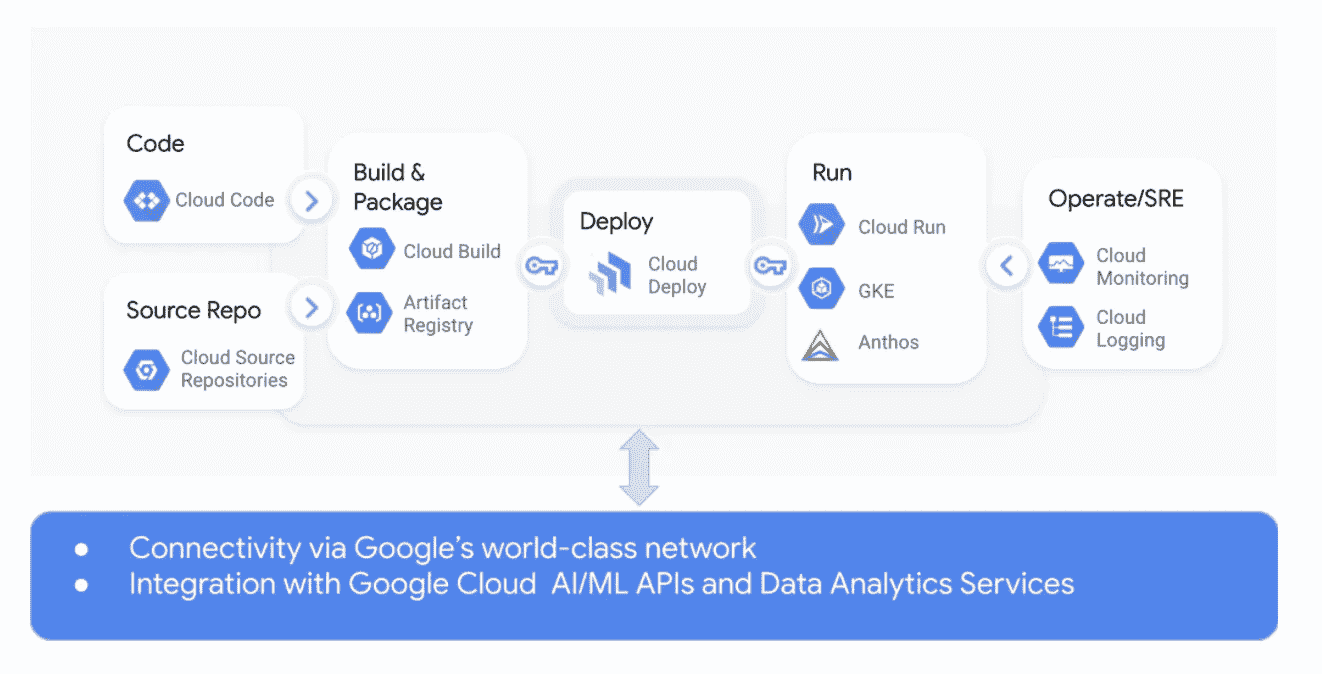 Code
Cloud Code
Source Repo
Cloud Source
Repositories
Build &
Package
Cloud Build
Artifact
Registry
Deploy
Cloud
Deploy
Run
Cloud Run
GKE
Anthos
Operate/SRE
Cloud
Monitoring
Cloud
Logging
● Connectivity via Google's world-class network
● Integration with Google Cloud  AI/ML APIs and Data Analytics Services